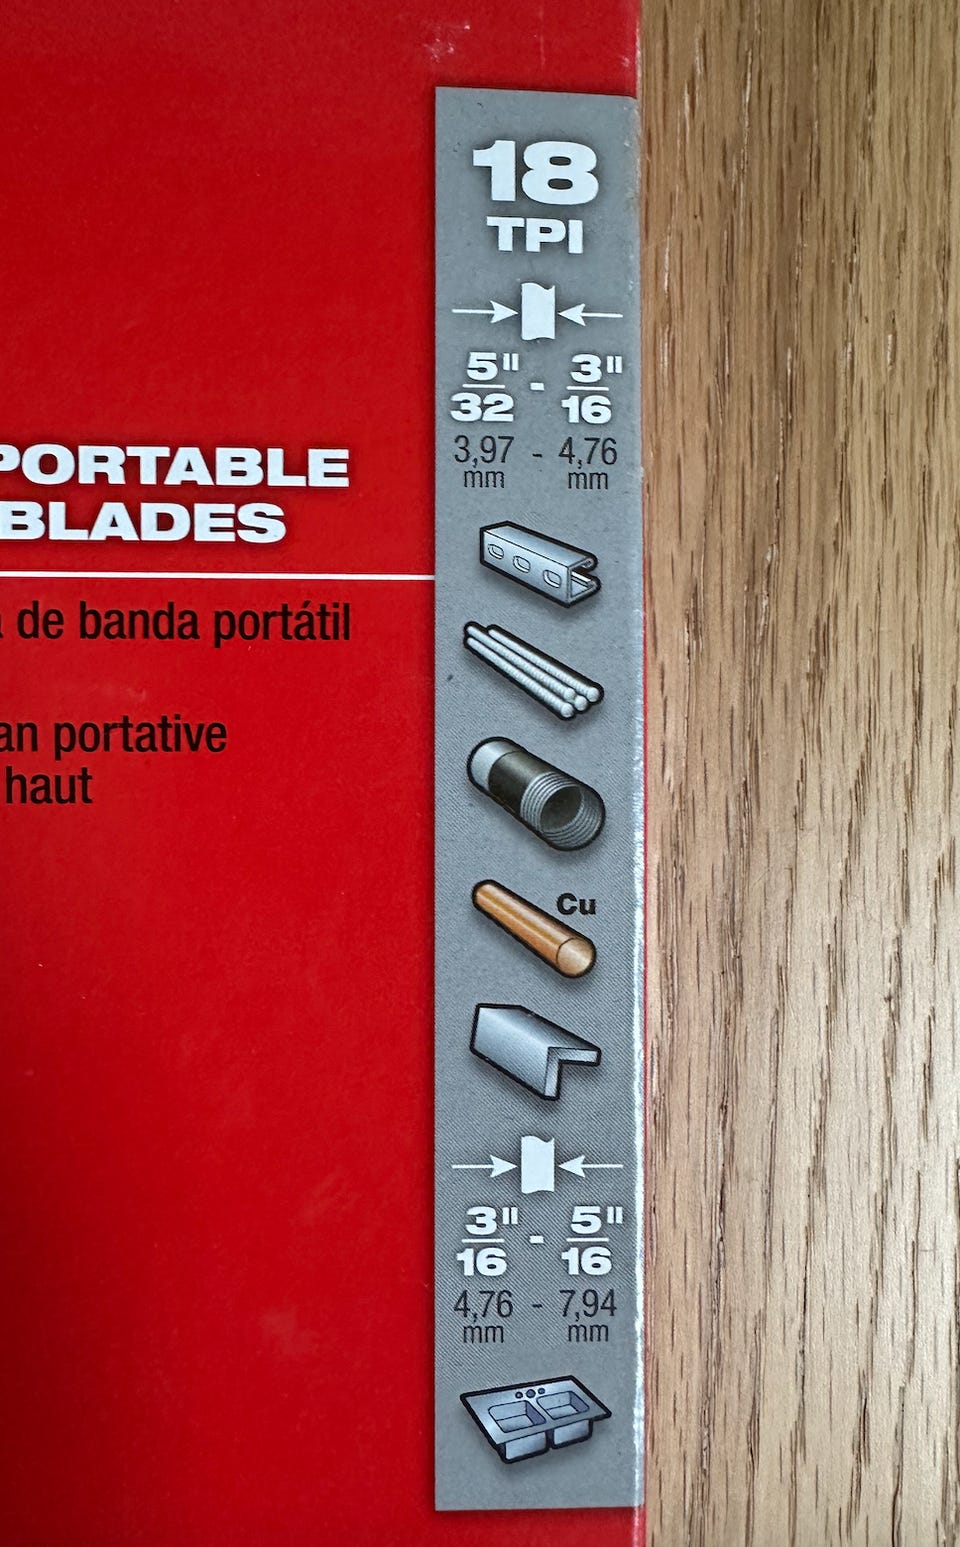 18
TPI
5" - 3"
32 16
3,97 - 4,76
mm mm
PORTABLE
BLADES
de banda portátil
portative
haut
Cu
3" - 5"
16 16
4,76 - 7,94
mm mm